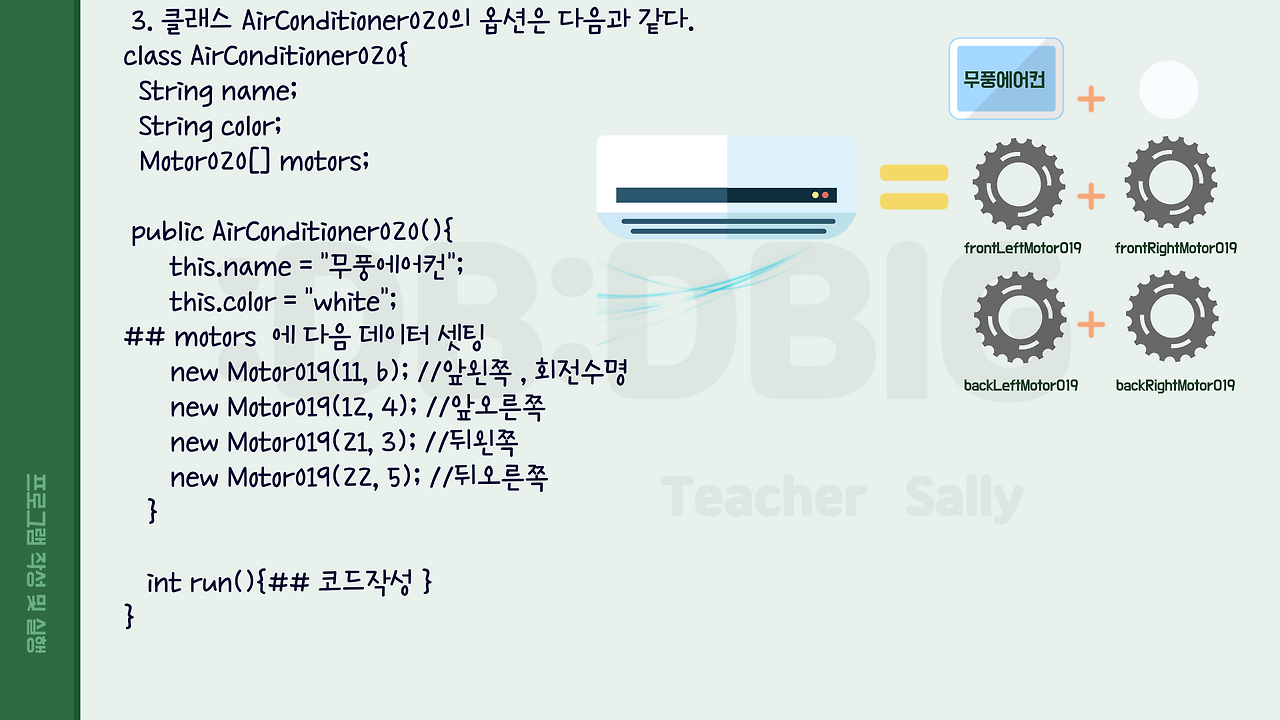 3. 클래스 AirConditioner020의 옵션은 다음과 같다.
class AirConditioner020{
String name;
String color;
Motor020[] motors;
public AirConditioner020(){
this.name = "무풍에어컨";
this.color = "white";
## motors 에 다음 데이터 셋팅
new Motor019(11, 6); //앞왼쪽 , 회전수명
new Motor019(12, 4); //앞오른쪽
new Motor019(21, 3); //뒤왼쪽
new Motor019(22, 5); //뒤오른쪽
}
int run(){## 코드작성 }
}
무풍에어컨
+
+
frontLeftMotor019 frontRightMotor019
+
backLeftMotor019 backRightMotor019
:DB:DBIG
Teacher Sally
프로그램 작성 및 실행